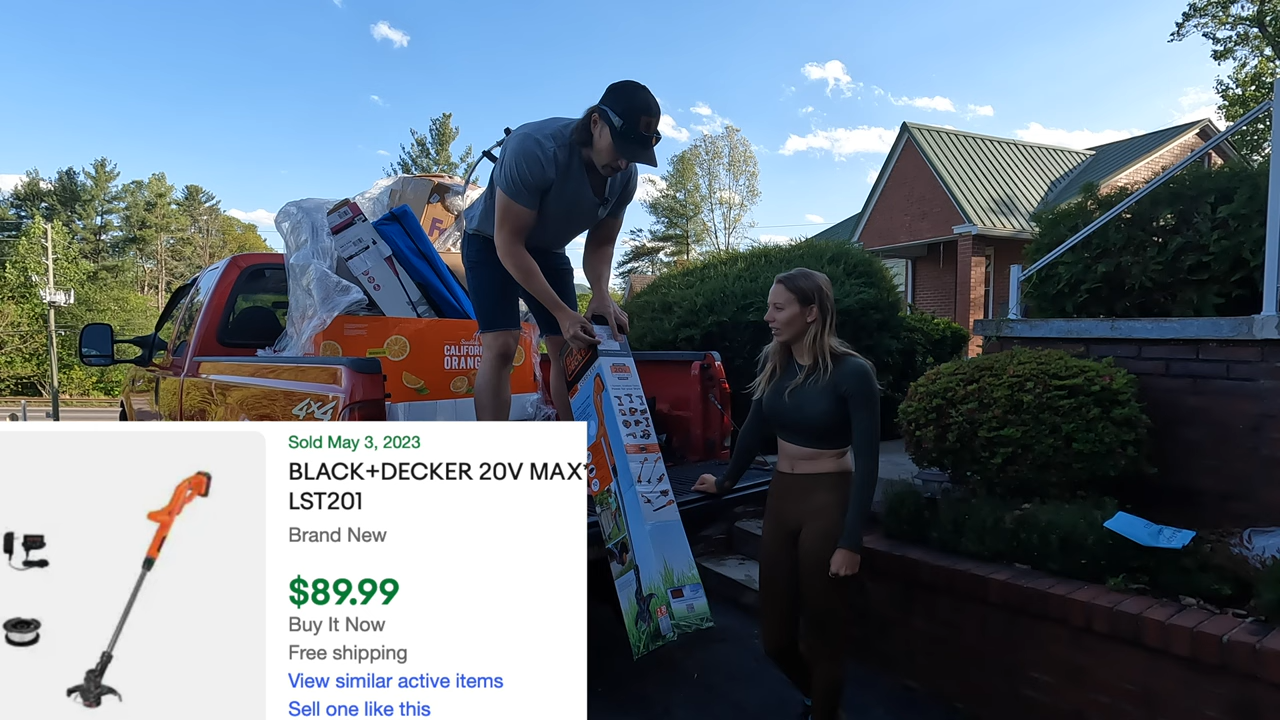 CALIFORNIA
ORANG
4x4
Sold May 3, 2023
BLACK+DECKER 20V MAX*
LST201
Brand New
$89.99
Buy It Now
Free shipping
View similar active items
Sell one like this